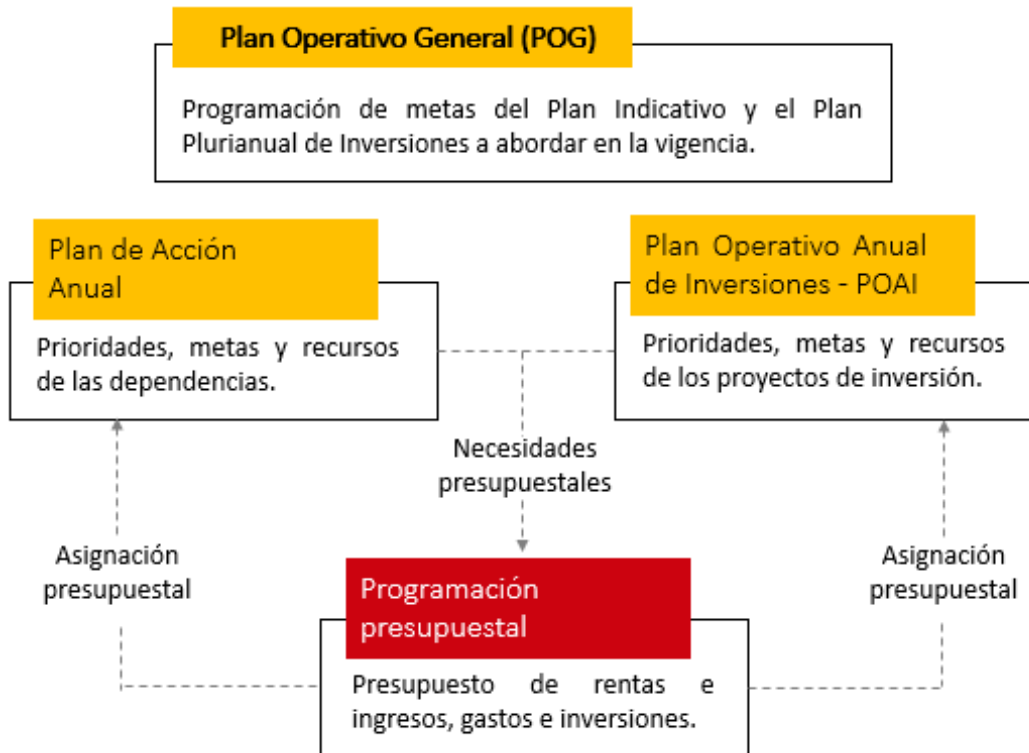 Plan Operativo General (POG)
Programación de metas del Plan Indicativo y el Plan
Plurianual de Inversiones a abordar en la vigencia.
Plan de Acción
Anual
Prioridades, metas y recursos
de las dependencias.
Plan Operativo Anual
de Inversiones - POAI
Prioridades, metas y recursos
de los proyectos de inversión.
Necesidades
presupuestales
Asignación
presupuestal
Asignación
presupuestal
Programación
presupuestal
Presupuesto de rentas e
ingresos, gastos e inversiones.